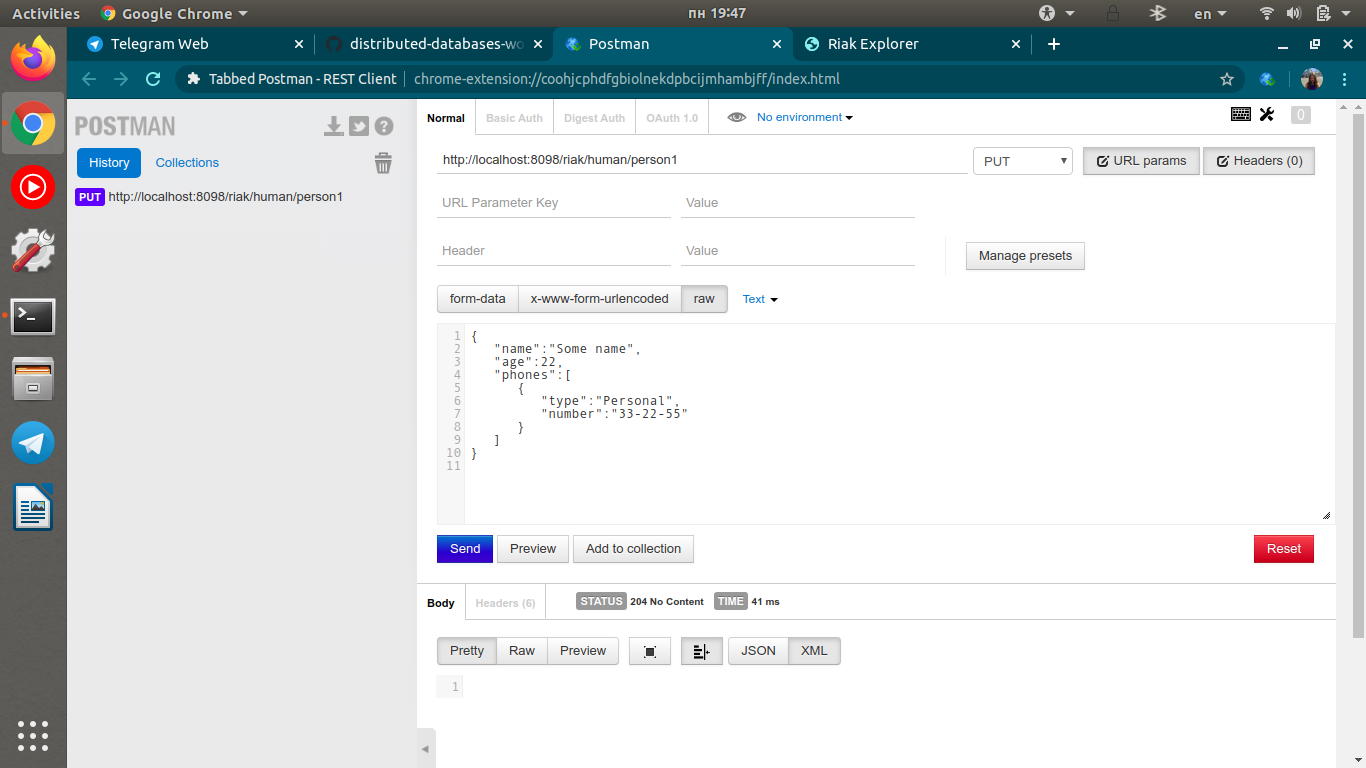 Activities Google Chrome пн 19:47 en
Telegram Web distributed-databases-wo Postman Riak Explorer
Tabbed Postman - REST Client chrome-extension://coohjcphdfgbiolnekdpbcijmhambjff/index.html
POSTMAN
History Collections
PUT http://localhost:8098/riak/human/person1
Normal Basic Auth Digest Auth OAuth 1.0 No environment 0
http://localhost:8098/riak/human/person1 PUT URL params Headers (0)
URL Parameter Key Value
Header Value Manage presets
form-data x-www-form-urlencoded raw Text
1 {
2 "name":"Some name",
3 "age":22,
4 "phones":[
5 {
6 "type":"Personal",
7 "number":"33-22-55"
8 }
9 ]
10 }
11
Send Preview Add to collection Reset
Body Headers (6) STATUS 204 No Content TIME 41 ms
Pretty Raw Preview JSON XML
1